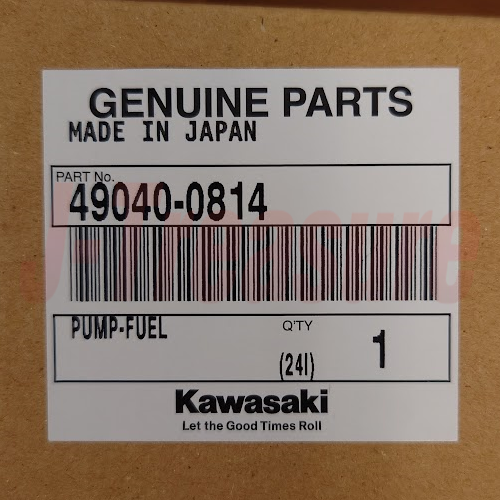 GENUINE PARTS
MADE IN JAPAN
PART No.
49040-0814
PUMP-FUEL
Q'TY
(24I)
1
Kawasaki
Let the Good Times Roll